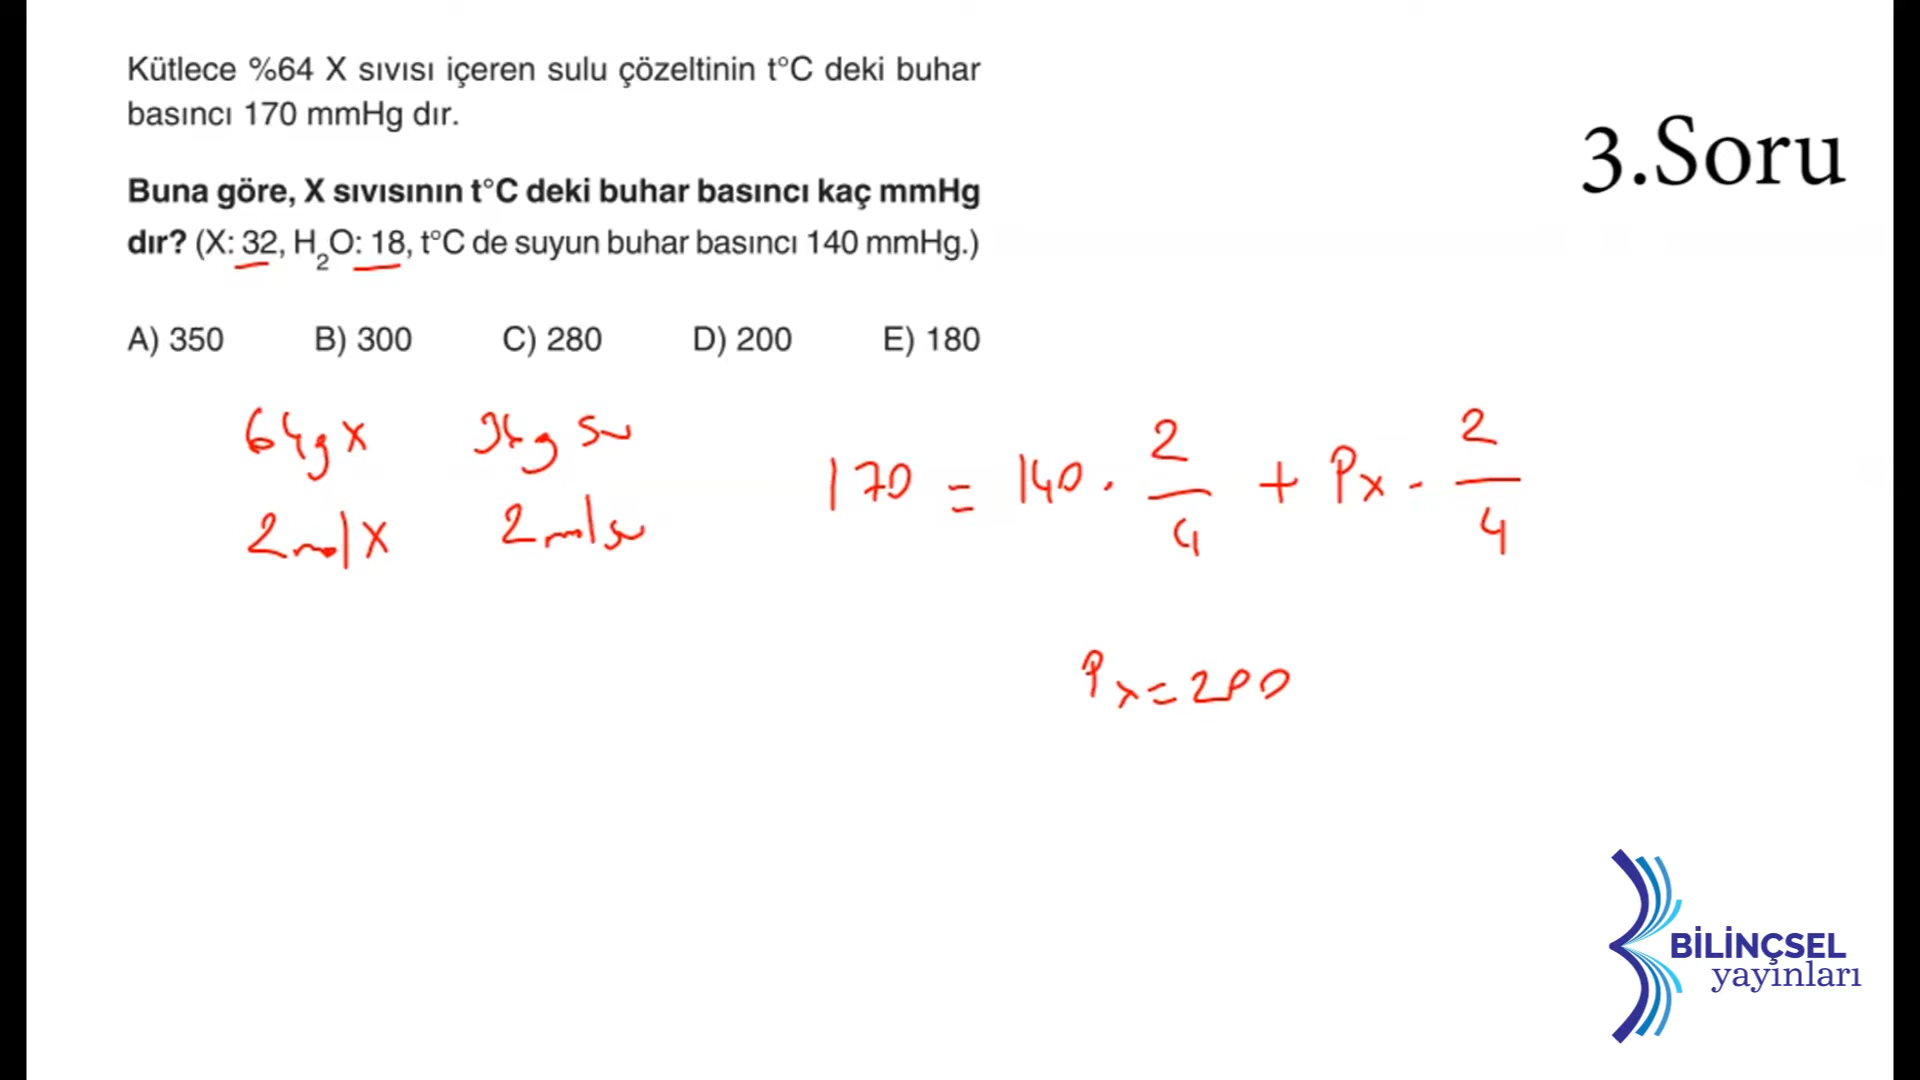 Kütlece %64 X sıvısı içeren sulu çözeltinin t°C deki buhar
basıncı 170 mmHg dır.
3.Soru
Buna göre, X sıvısının t°C deki buhar basıncı kaç mmHg
dır? (X: 32, H₂O: 18, t°C de suyun buhar basıncı 140 mmHg.)
A) 350 B) 300 C) 280 D) 200 E) 180
64g X 36g su
2mol X 2mol su
170 = 140 . 2/4 + Px . 2/4
Px = 200
BİLİNÇSEL
yayınları